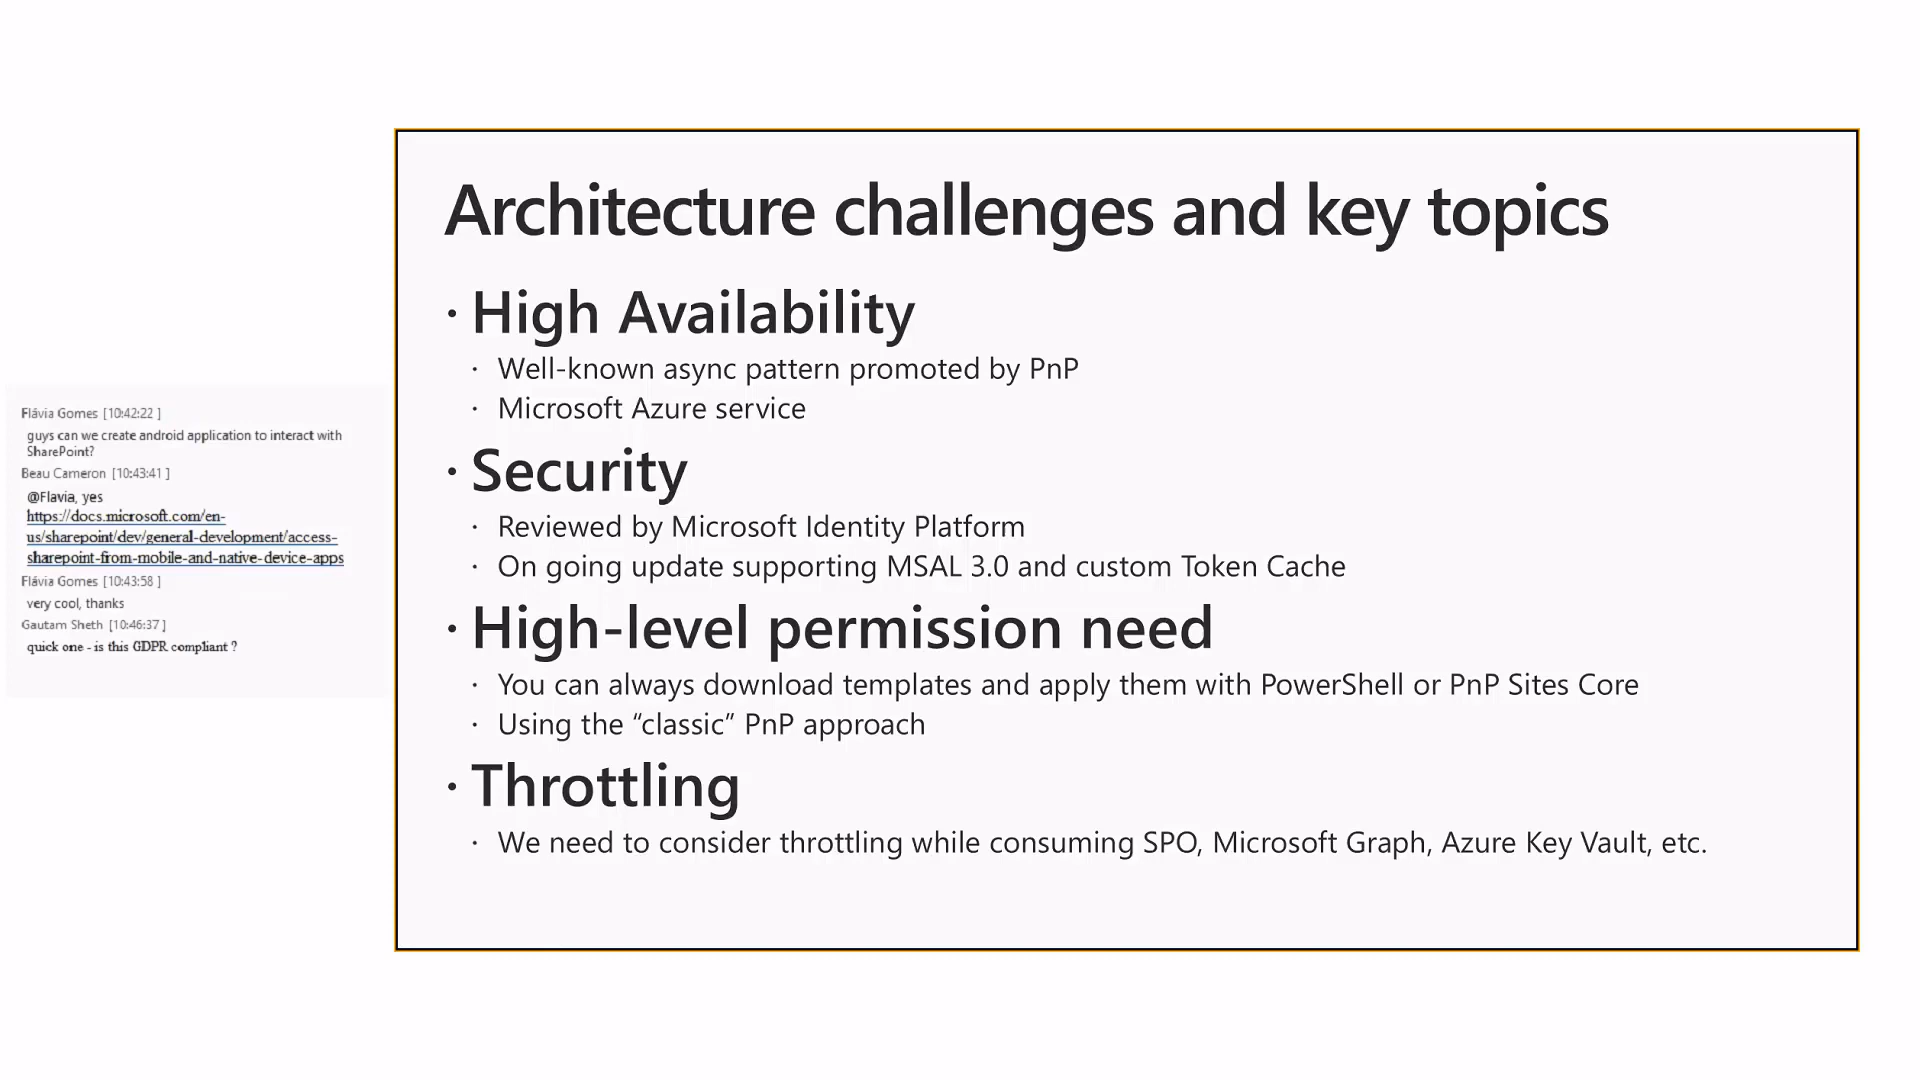 Flávia Gomes [10:42:22 ]
guys can we create android application to interact with
SharePoint?
Beau Cameron [10:43:41 ]
@Flavia, yes
https://docs.microsoft.com/en-
us/sharepoint/dev/general-development/access-
sharepoint-from-mobile-and-native-device-apps
Flávia Gomes [10:43:58 ]
very cool, thanks
Gautam Sheth [10:46:37 ]
quick one - is this GDPR compliant ?
Architecture challenges and key topics
· High Availability
· Well-known async pattern promoted by PnP
· Microsoft Azure service
· Security
· Reviewed by Microsoft Identity Platform
· On going update supporting MSAL 3.0 and custom Token Cache
· High-level permission need
· You can always download templates and apply them with PowerShell or PnP Sites Core
· Using the “classic” PnP approach
· Throttling
· We need to consider throttling while consuming SPO, Microsoft Graph, Azure Key Vault, etc.